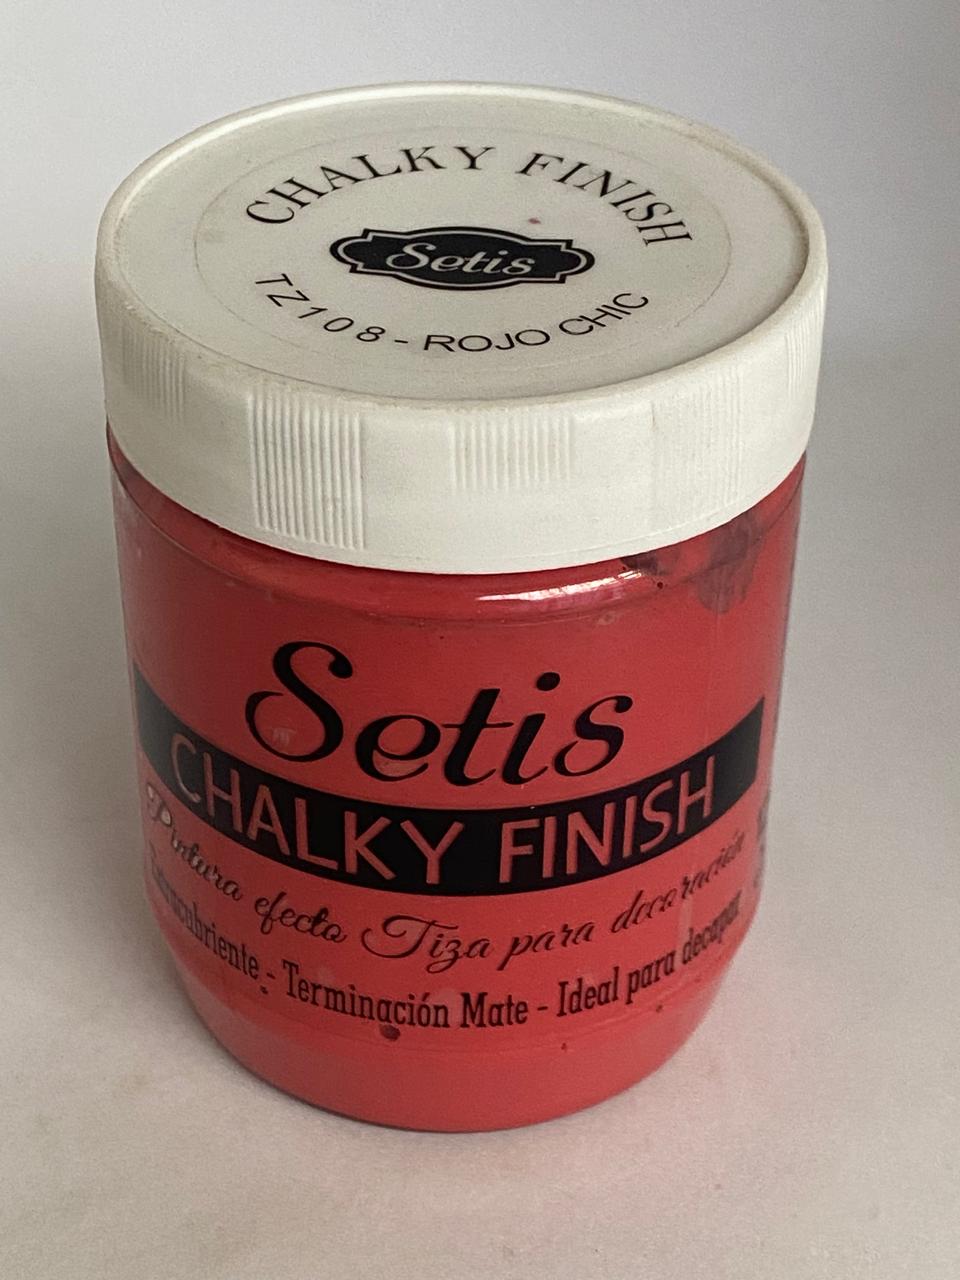 CHALKY FINISH
Setis
TZ108 - ROJO CHIC
Setis
CHALKY FINISH
Pintura efecto Tiza para decoración
- Terminación Mate - Ideal para decapar